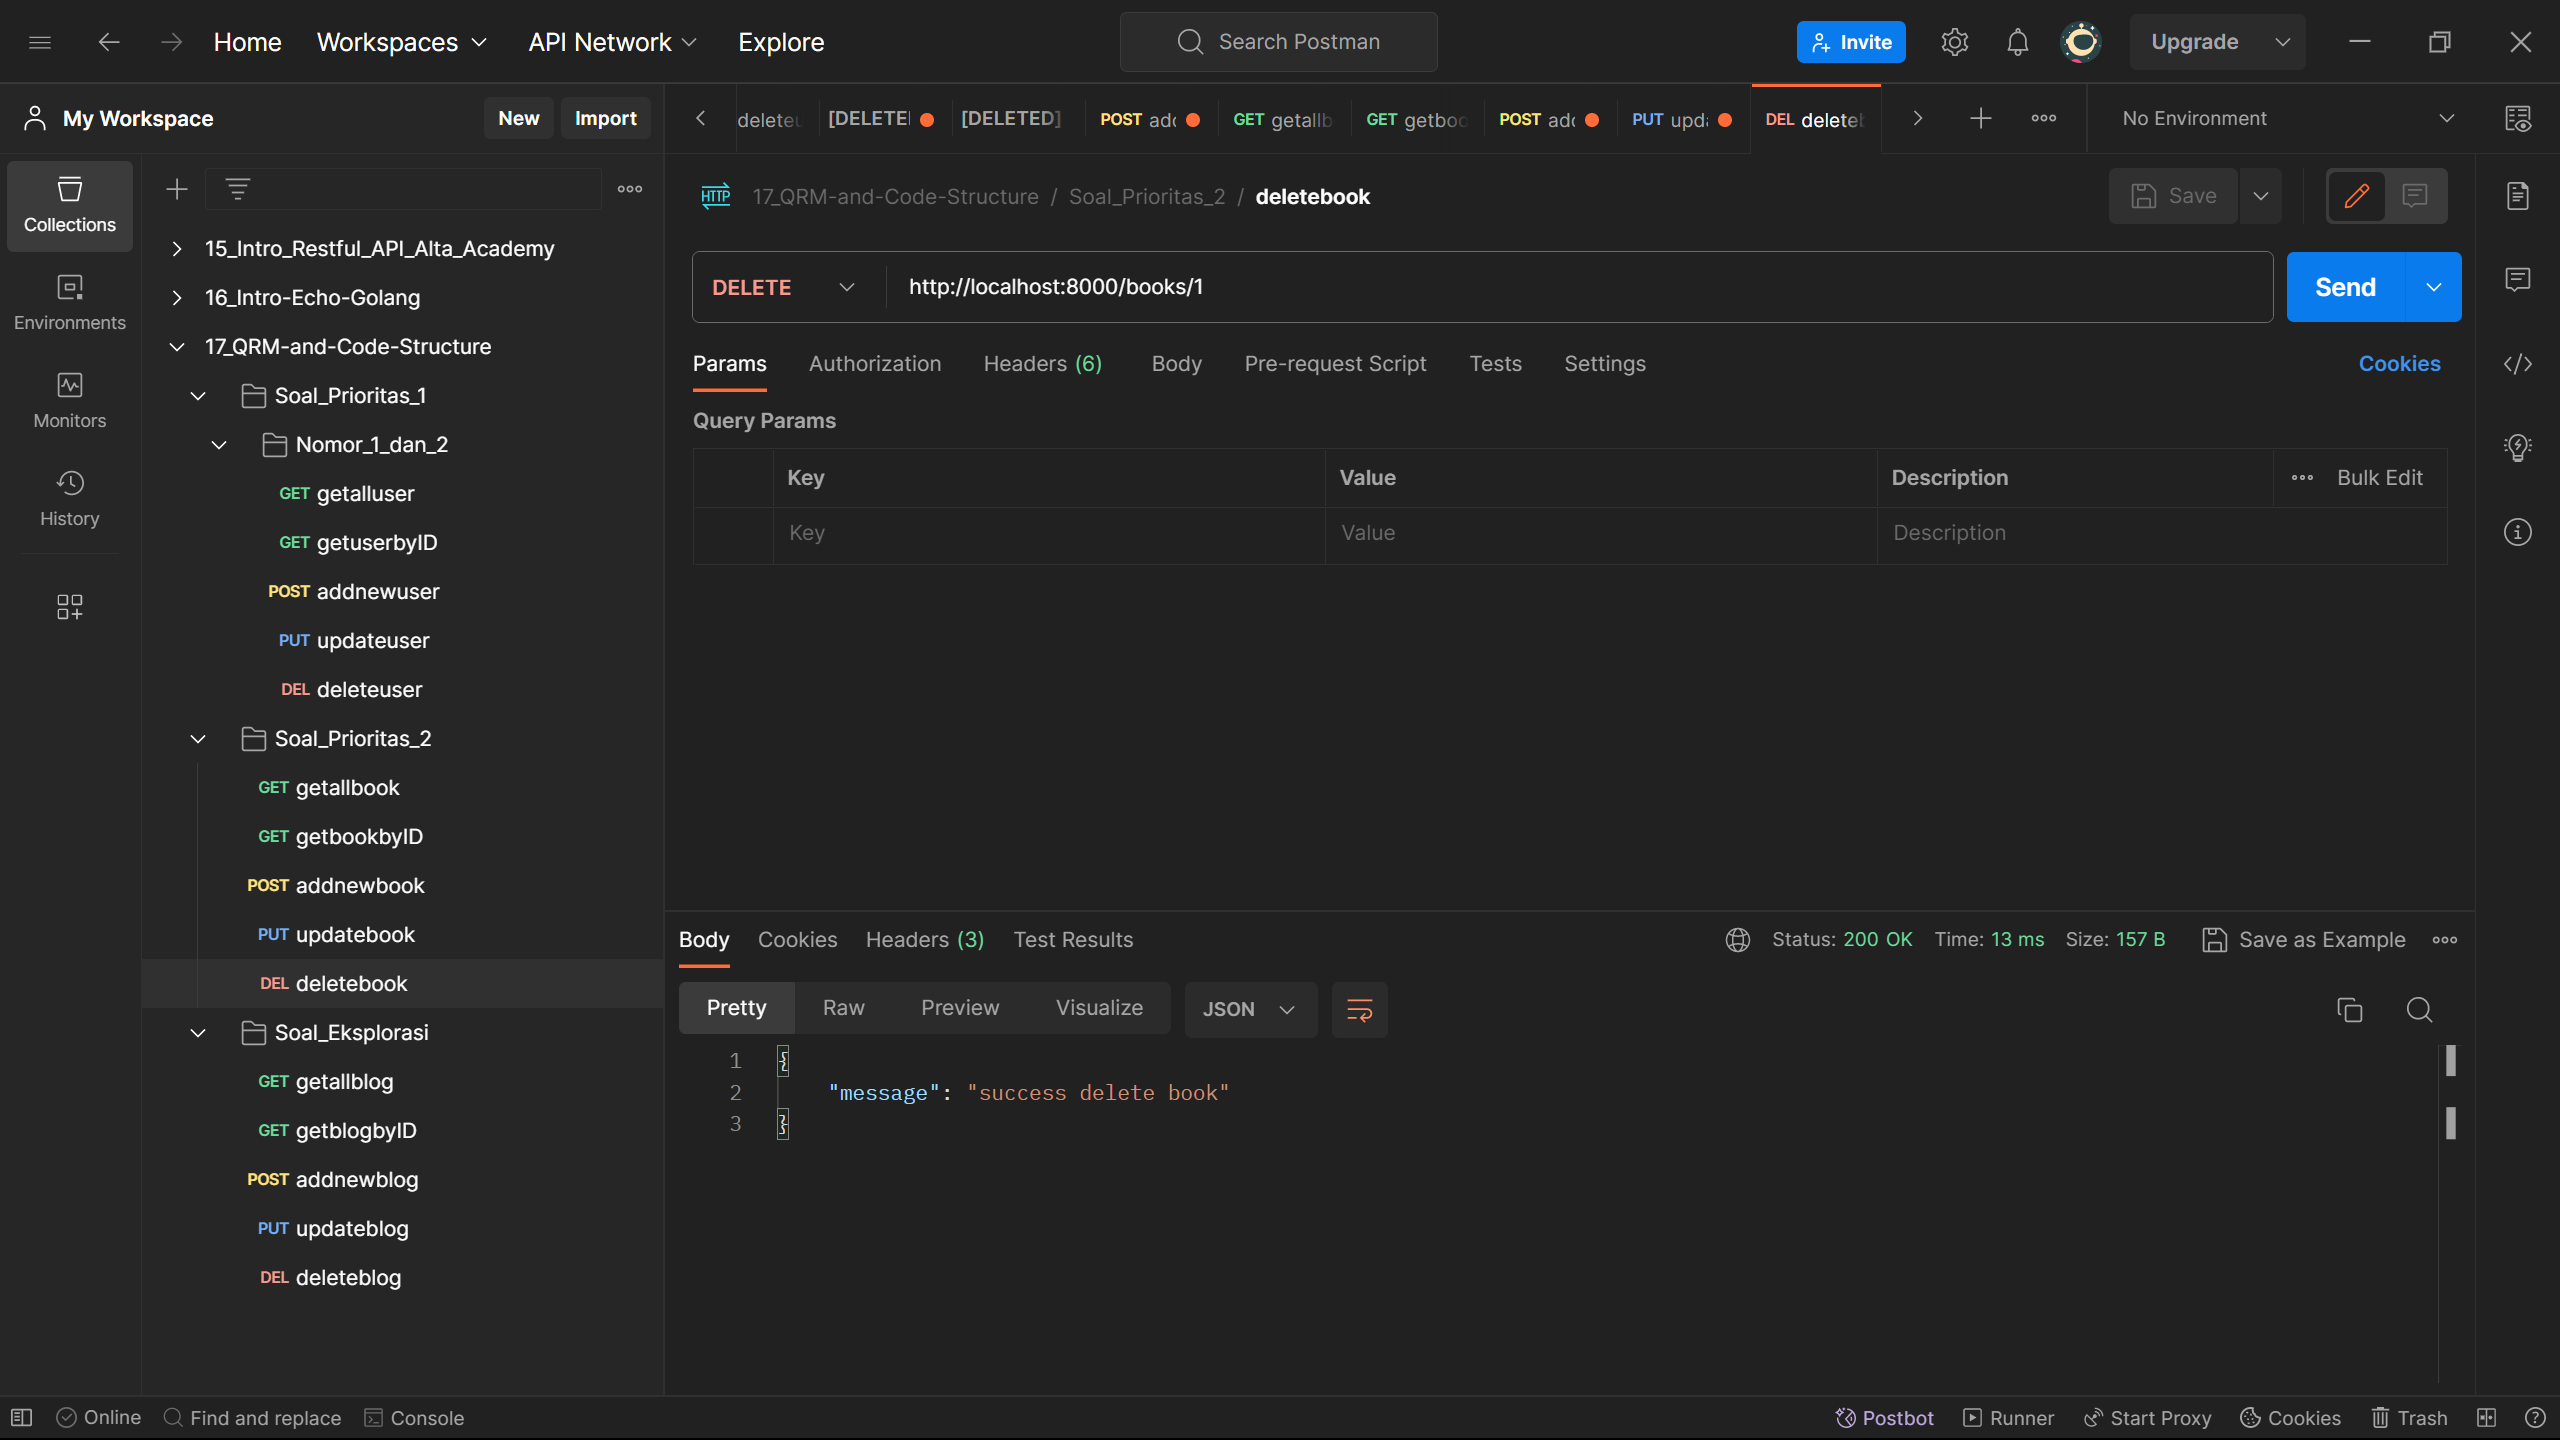 Home Workspaces API Network Explore
Search Postman
Invite
Upgrade
My Workspace
New Import
deleteu
[DELETE
[DELETED]
POST add
GET getallb
GET getboo
POST add
PUT upda
DEL deleteb
No Environment
Collections
Environments
Monitors
History
15_Intro_Restful_API_Alta_Academy
16_Intro-Echo-Golang
17_QRM-and-Code-Structure
Soal_Prioritas_1
Nomor_1_dan_2
GET getalluser
GET getuserbyID
POST addnewuser
PUT updateuser
DEL deleteuser
Soal_Prioritas_2
GET getallbook
GET getbookbyID
POST addnewbook
PUT updatebook
DEL deletebook
Soal_Eksplorasi
GET getallblog
GET getblogbyID
POST addnewblog
PUT updateblog
DEL deleteblog
HTTP 17_QRM-and-Code-Structure / Soal_Prioritas_2 / deletebook
Save
DELETE http://localhost:8000/books/1
Send
Params Authorization Headers (6) Body Pre-request Script Tests Settings
Cookies
Query Params
Key Value Description Bulk Edit
Key Value Description
Body Cookies Headers (3) Test Results
Status: 200 OK Time: 13 ms Size: 157 B Save as Example
Pretty Raw Preview Visualize JSON
1 {
2 "message": "success delete book"
3 }
Online Find and replace Console
Postbot Runner Start Proxy Cookies Trash